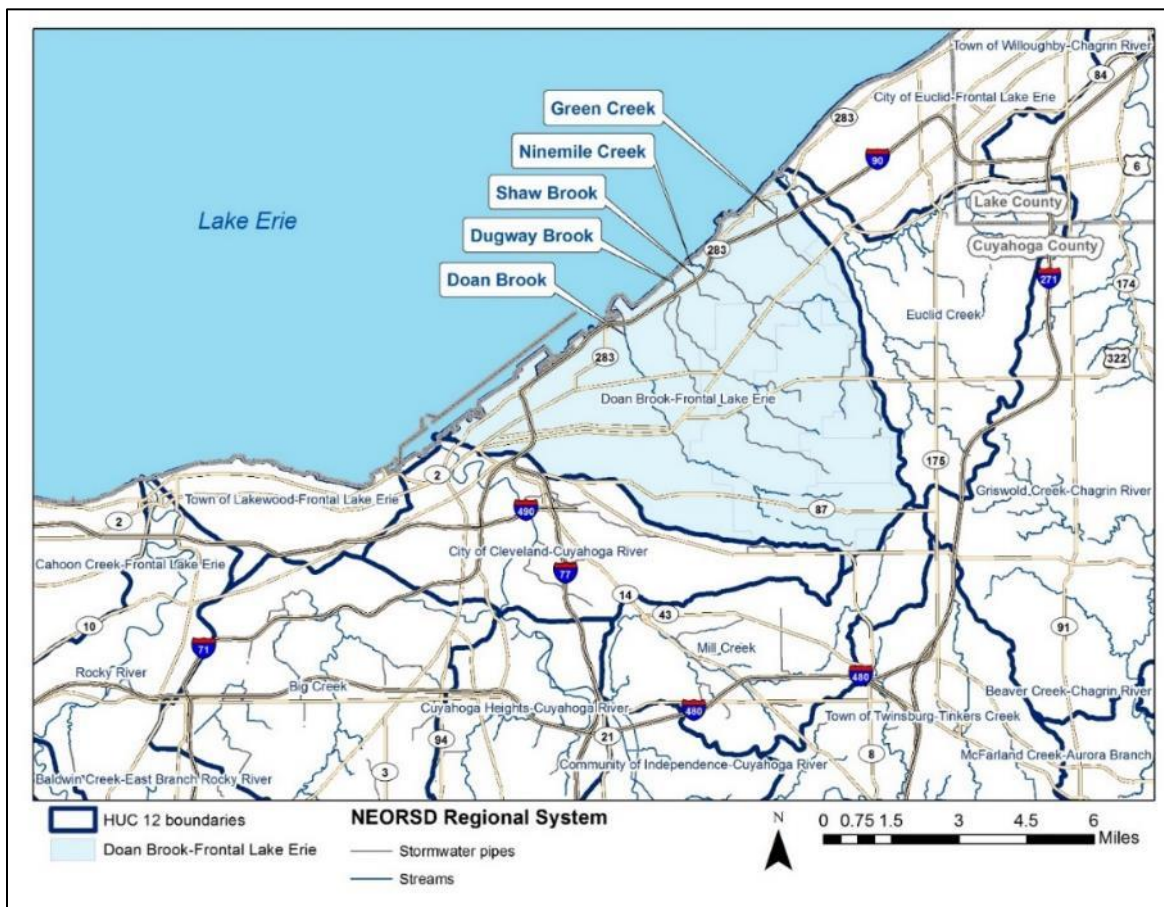 Town of Willoughby-Chagrin River
84
City of Euclid-Frontal Lake Erie
Green Creek
283
90
6
Ninemile Creek
Shaw Brook
Lake County
Lake Erie
Dugway Brook
283
Cuyahoga County
Doan Brook
271
174
Euclid Creek
283
322
Doan Brook-Frontal Lake Erie
2
175
Town of Lakewood-Frontal Lake Erie
Griswold Creek-Chagrin River
2
490
87
City of Cleveland-Cuyahoga River
Cahoon Creek-Frontal Lake Erie
77
14
43
10
91
71
Mill Creek
Rocky River
480
Big Creek
Beaver Creek-Chagrin River
Cuyahoga Heights-Cuyahoga River
480
Town of Twinsburg-Tinkers Creek
94
21
8
McFarland Creek-Aurora Branch
3
Community of Independence-Cuyahoga River
Baldwin Creek-East Branch Rocky River
HUC 12 boundaries
Doan Brook-Frontal Lake Erie
NEORSD Regional System
Stormwater pipes
Streams
N
0 0.75 1.5 3 4.5 6
Miles